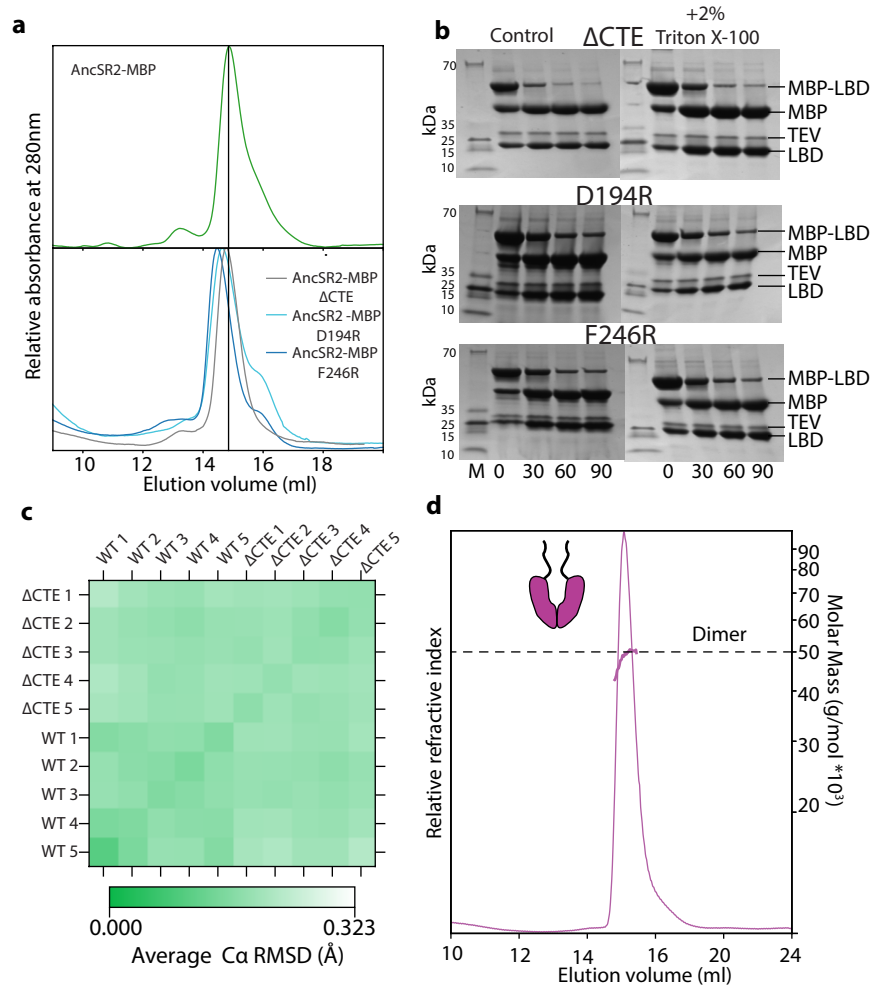 a
AncSR2-MBP
AncSR2-MBP
ΔCTE
AncSR2 -MBP
D194R
AncSR2-MBP
F246R
Relative absorbance at 280nm
10 12 14 16 18
Elution volume (ml)
b
Control ΔCTE +2%
Triton X-100
kDa
70
35
25
15
10
MBP-LBD
MBP
TEV
LBD
D194R
kDa
70
35
25
15
10
MBP-LBD
MBP
TEV
LBD
F246R
kDa
70
35
25
15
10
MBP-LBD
MBP
TEV
LBD
M 0 30 60 90 0 30 60 90
c
WT 1 WT 2 WT 3 WT 4 WT 5 ΔCTE 1 ΔCTE 2 ΔCTE 3 ΔCTE 4 ΔCTE 5
ΔCTE 1
ΔCTE 2
ΔCTE 3
ΔCTE 4
ΔCTE 5
WT 1
WT 2
WT 3
WT 4
WT 5
0.000 0.323
Average Cα RMSD (Å)
d
Relative refractive index
Dimer
90
80
70
60
50
40
30
20
Molar Mass (g/mol *10³)
10 12 14 16 20 24
Elution volume (ml)